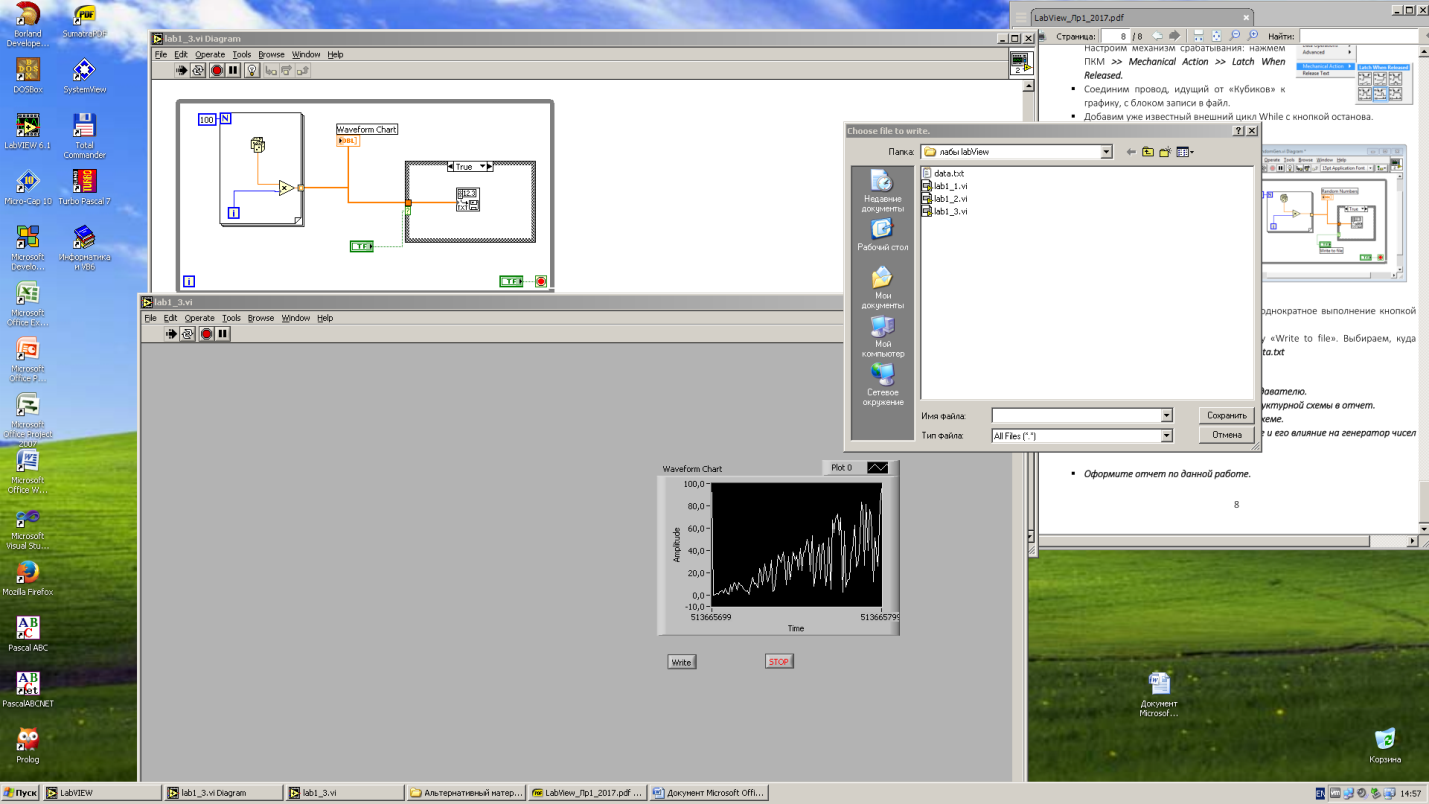 Borland Develope...
SumatraPDF
DOSBox
SystemView
LabVIEW 6.1
Total Commander
Micro-Cap 10
Turbo Pascal 7
Microsoft Develo...
Информатика и VB6
Microsoft Office Ex...
Microsoft Office P...
Microsoft Office Project 2007
Microsoft Office W...
Microsoft Visual Stu...
Mozilla Firefox
Pascal ABC
PascalABCNET
Prolog
lab1_3.vi Diagram
File Edit Operate Tools Browse Window Help
100 N
Waveform Chart
True
i
TF
i
TF
lab1_3.vi
File Edit Operate Tools Browse Window Help
Waveform Chart
Plot 0
100,0
80,0
60,0
40,0
20,0
0,0
-10,0
Amplitude
513665699
513665799
Time
Write
STOP
LabView_Лр1_2017.pdf
Страница: 8 / 8 Найти:
Настроим механизм срабатывания: нажмем
ПКМ >> Mechanical Action >> Latch When
Released.
Соединим провод, идущий от «Кубиков» к
графику, с блоком записи в файл.
Добавим уже известный внешний цикл While с кнопкой останова.
Advanced
Mechanical Action
Latch When Released
Release Text
Random Numbers
True
Write to file
однократное выполнение кнопкой
«Write to file». Выбираем, куда
ta.txt
давателю.
уктурной схемы в отчет.
хеме.
е и его влияние на генератор чисел
Оформите отчет по данной работе.
8
Choose file to write.
Папка: лабы labView
Недавние документы
Рабочий стол
Мои документы
Мой компьютер
Сетевое окружение
data.txt
lab1_1.vi
lab1_2.vi
lab1_3.vi
Имя файла:
Сохранить
Тип файла: All Files (*.*)
Отмена
Документ Microsof...
Корзина
Пуск
LabVIEW
lab1_3.vi Diagram
lab1_3.vi
Альтернативный матер...
LabView_Лр1_2017.pdf ...
Документ Microsoft Offi...
EN
14:57